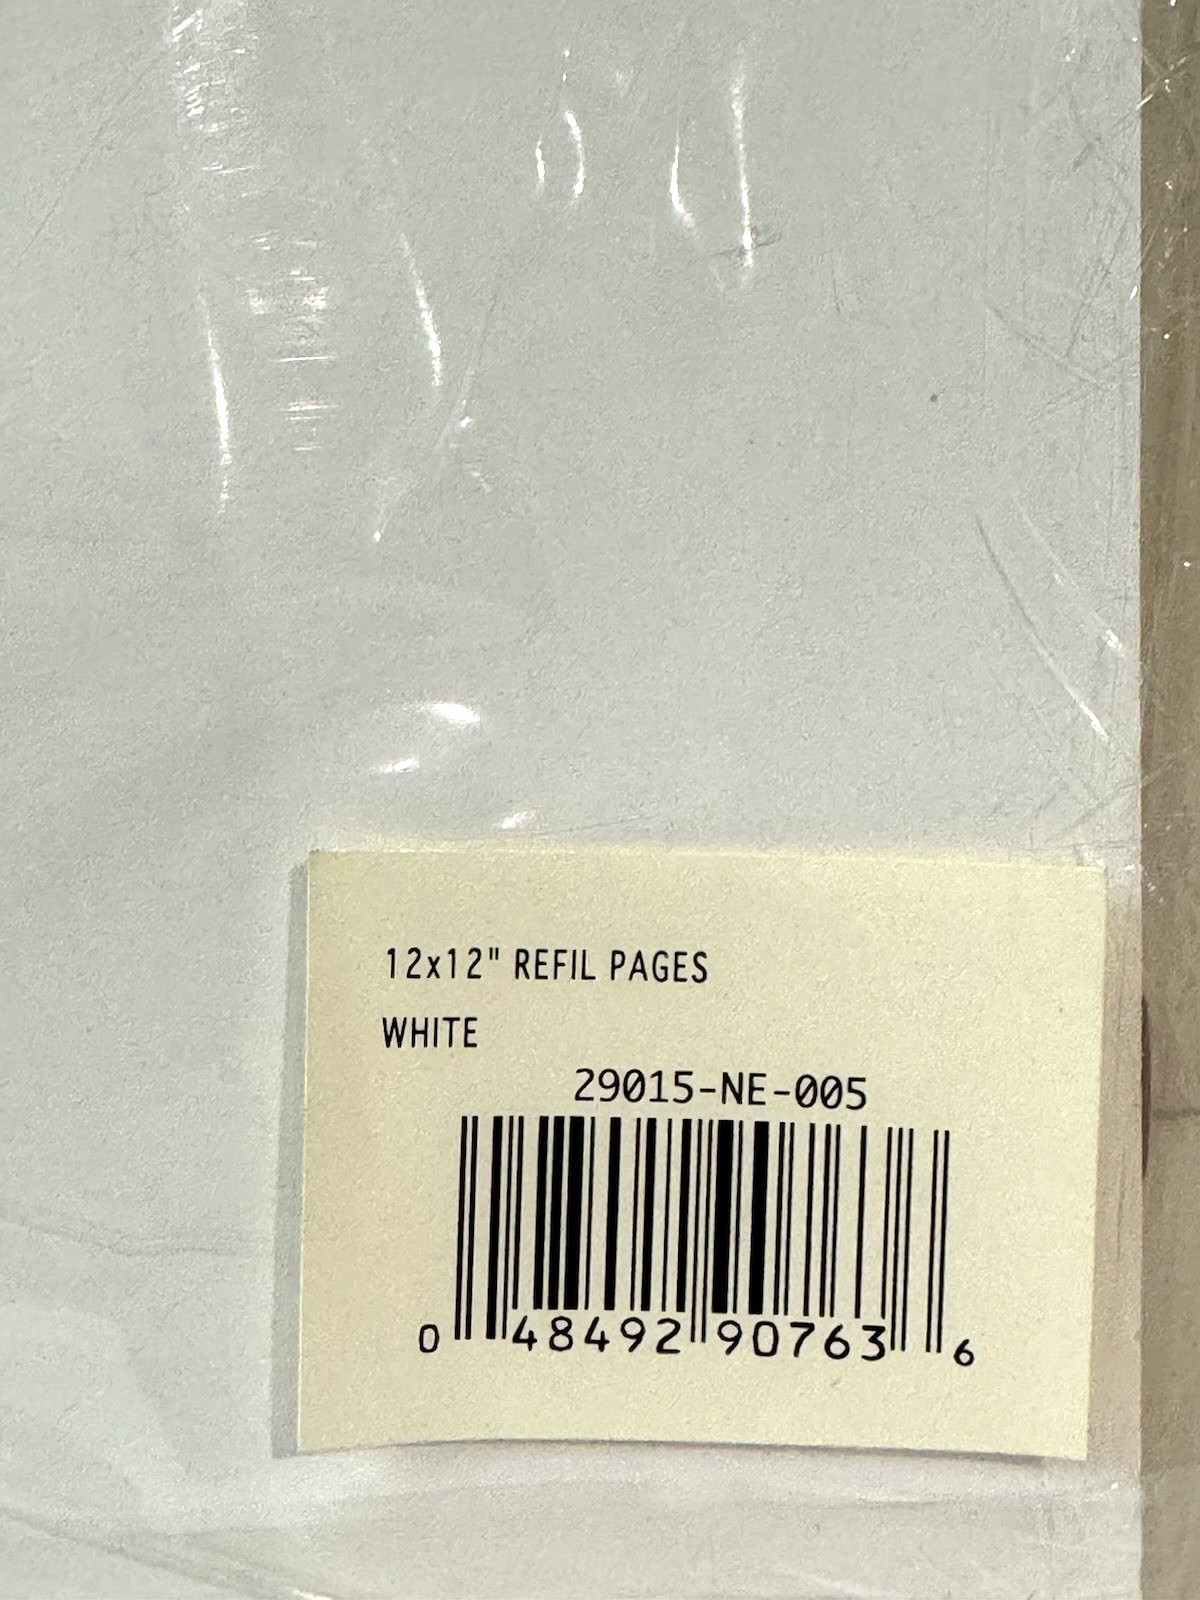 12x12" REFIL PAGES
WHITE
29015-NE-005
0 48492 90763 6